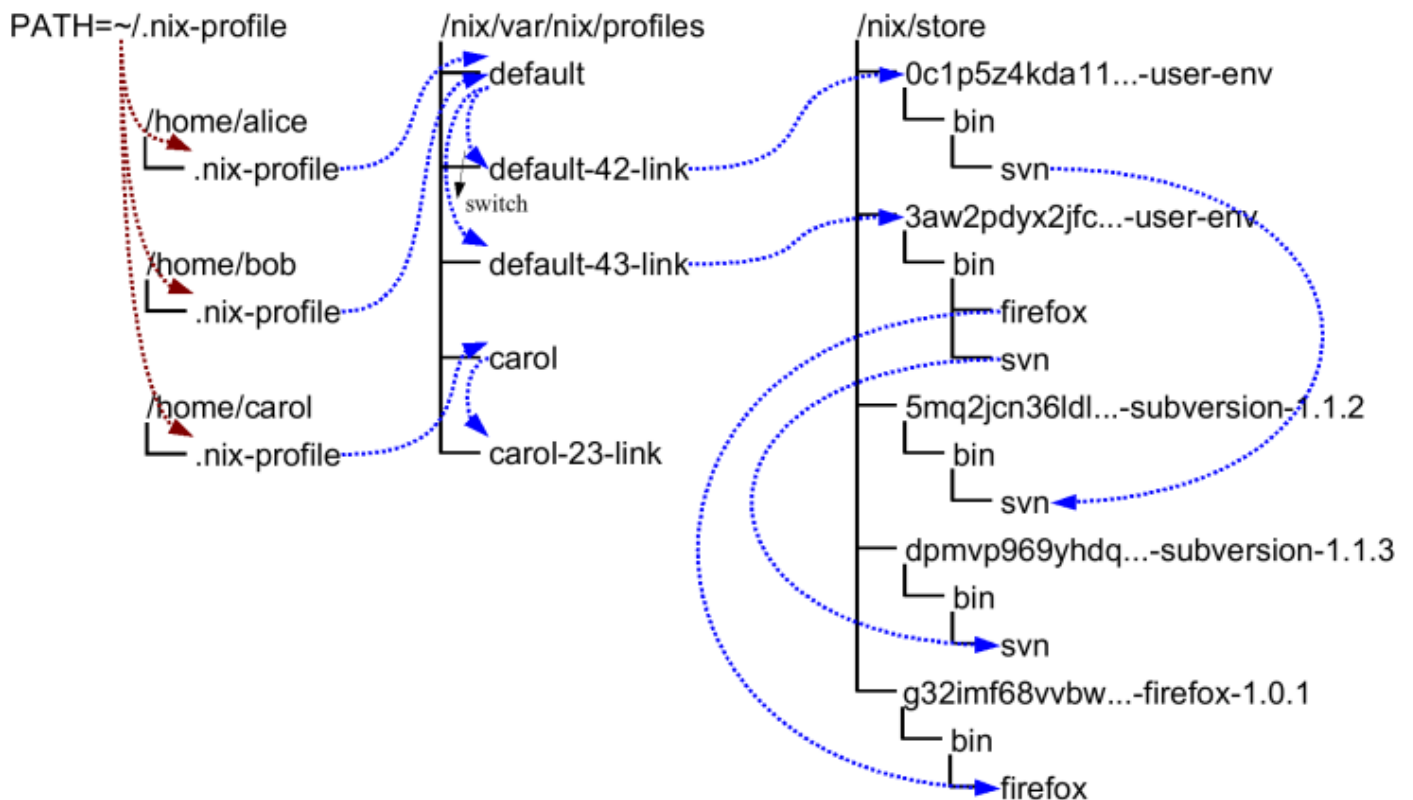 PATH=~/.nix-profile
/home/alice
.nix-profile
/home/bob
.nix-profile
/home/carol
.nix-profile
/nix/var/nix/profiles
default
default-42-link
switch
default-43-link
carol
carol-23-link
/nix/store
0c1p5z4kda11...-user-env
bin
svn
3aw2pdyx2jfc...-user-env
bin
firefox
svn
5mq2jcn36ldl...-subversion-1.1.2
bin
svn
dpmvp969yhdq...-subversion-1.1.3
bin
svn
g32imf68vvbw...-firefox-1.0.1
bin
firefox